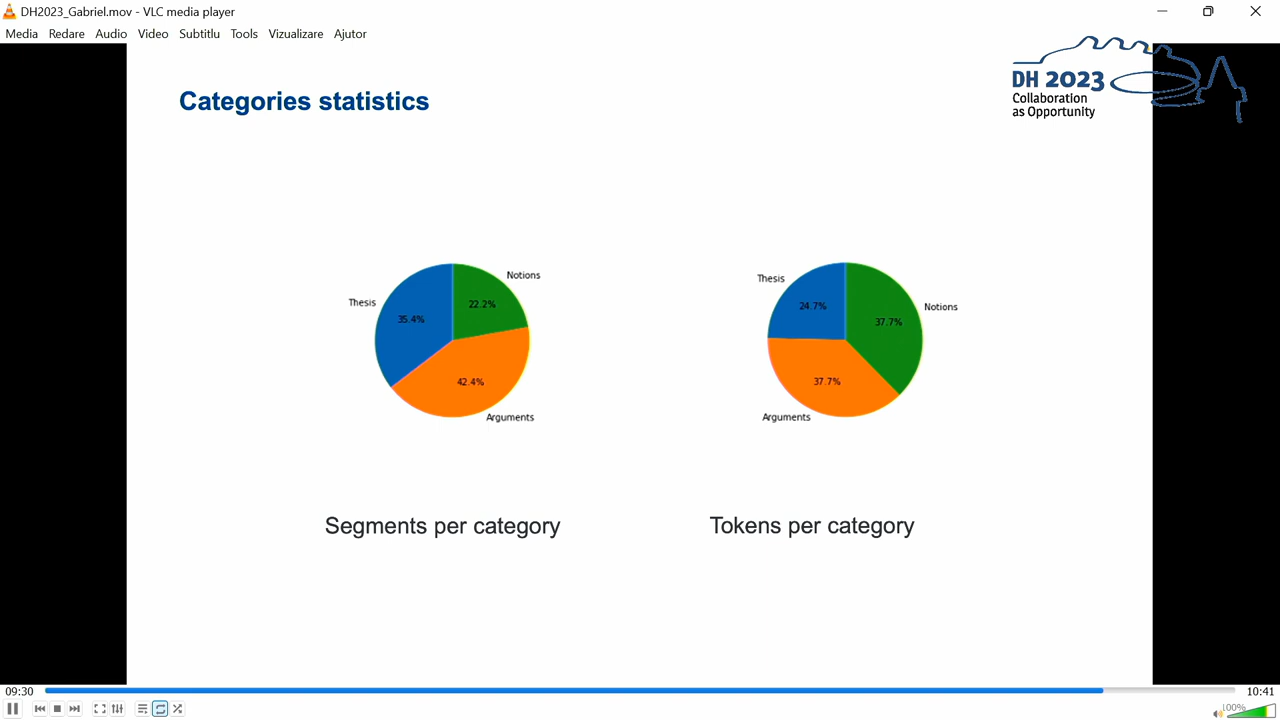 DH2023_Gabriel.mov - VLC media player
Media Redare Audio Video Subtitlu Tools Vizualizare Ajutor
DH 2023
Collaboration
as Opportunity
Categories statistics
Notions
Thesis
22.2%
35.4%
42.4%
Arguments
Thesis
24.7%
Notions
37.7%
37.7%
Arguments
Segments per category
Tokens per category
09:30
10:41
100%